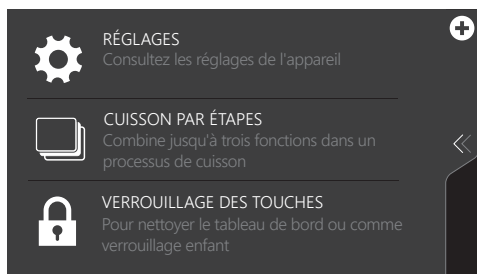 RÉGLAGES
Consultez les réglages de l'appareil
CUISSON PAR ÉTAPES
Combine jusqu'à trois fonctions dans un
processus de cuisson
VERROUILLAGE DES TOUCHES
Pour nettoyer le tableau de bord ou comme
verrouillage enfant